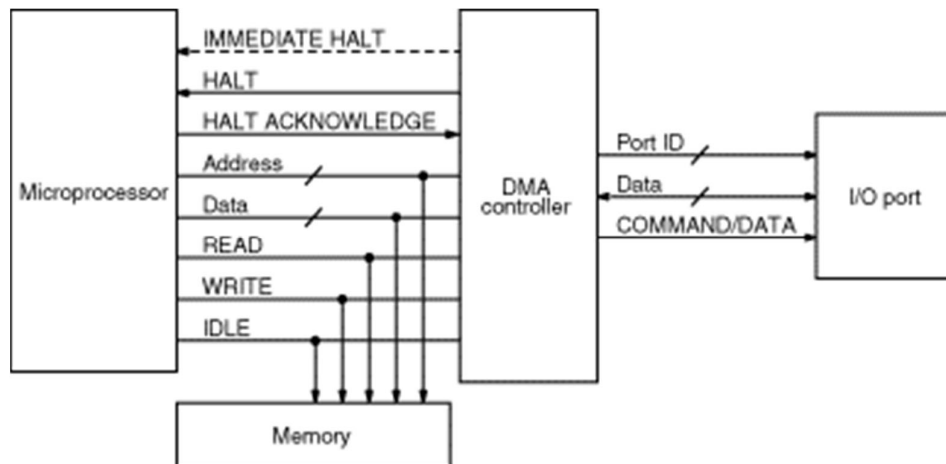 IMMEDIATE HALT
HALT
HALT ACKNOWLEDGE
Address
Data
READ
WRITE
IDLE
Microprocessor
DMA
controller
Port ID
Data
COMMAND/DATA
I/O port
Memory